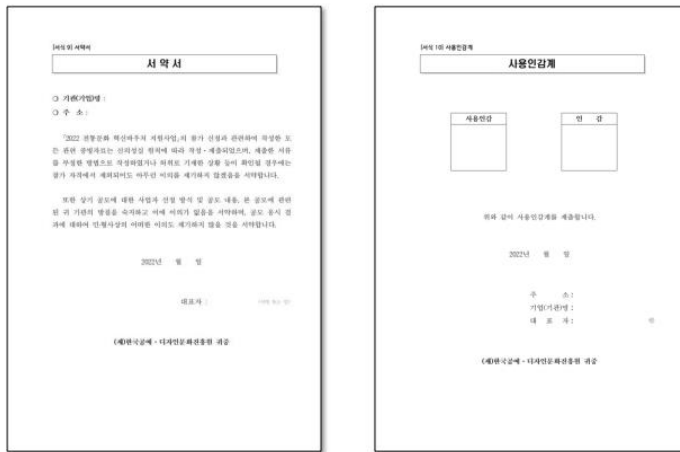 [서식 9] 서약서
서 약 서
❍ 기관(기업)명 :
❍ 주 소 :
「2022 전통문화 혁신바우처 지원사업」의 참가 신청과 관련하여 작성한 모
든 관련 증빙자료는 신의성실 원칙에 따라 작성·제출되었으며, 제출한 서류
를 부정한 방법으로 작성하였거나 허위로 기재한 상황 등이 확인될 경우에는
참가 자격에서 제외되어도 아무런 이의를 제기하지 않겠음을 서약합니다.
또한 상기 공모에 대한 사업자 선정 방식 및 공모 내용, 본 공모에 관련
된 귀 기관의 방침을 숙지하고 이에 이의가 없음을 서약하며, 공모 응시 결
과에 대하여 민·형사상의 어떠한 이의도 제기하지 않을 것을 서약합니다.
2022년 월 일
대표자 :
(재)한국공예·디자인문화진흥원 귀중
[서식 10] 사용인감계
사용인감계
사용인감
인 감
위와 같이 사용인감계를 제출합니다.
2022년 월 일
주 소 :
기업(기관)명 :
대 표 자 :
(재)한국공예·디자인문화진흥원 귀중